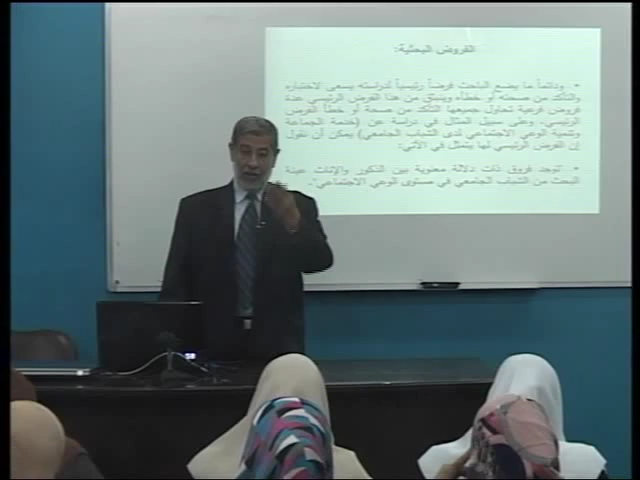 الفروض البحثية:
* ودائماً ما يضع الباحث فرضاً رئيسياً لدراسته يسعى لاختباره
والتأكد من صحته أو خطأه وينبثق من هذا الفرض الرئيسي عدة
فروض فرعية تحاول جميعها التأكد من صحة أو خطأ الفرض
الرئيسي. وعلى سبيل المثال في دراسة عن (خدمة الجماعة
وتنمية الوعي الاجتماعي لدى الشباب الجامعي) يمكن أن نقول
إن الفرض الرئيسي لها يتمثل في الآتي:
* توجد فروق ذات دلالة معنوية بين الذكور والإناث عينة
البحث من الشباب الجامعي في مستوى الوعي الاجتماعي".